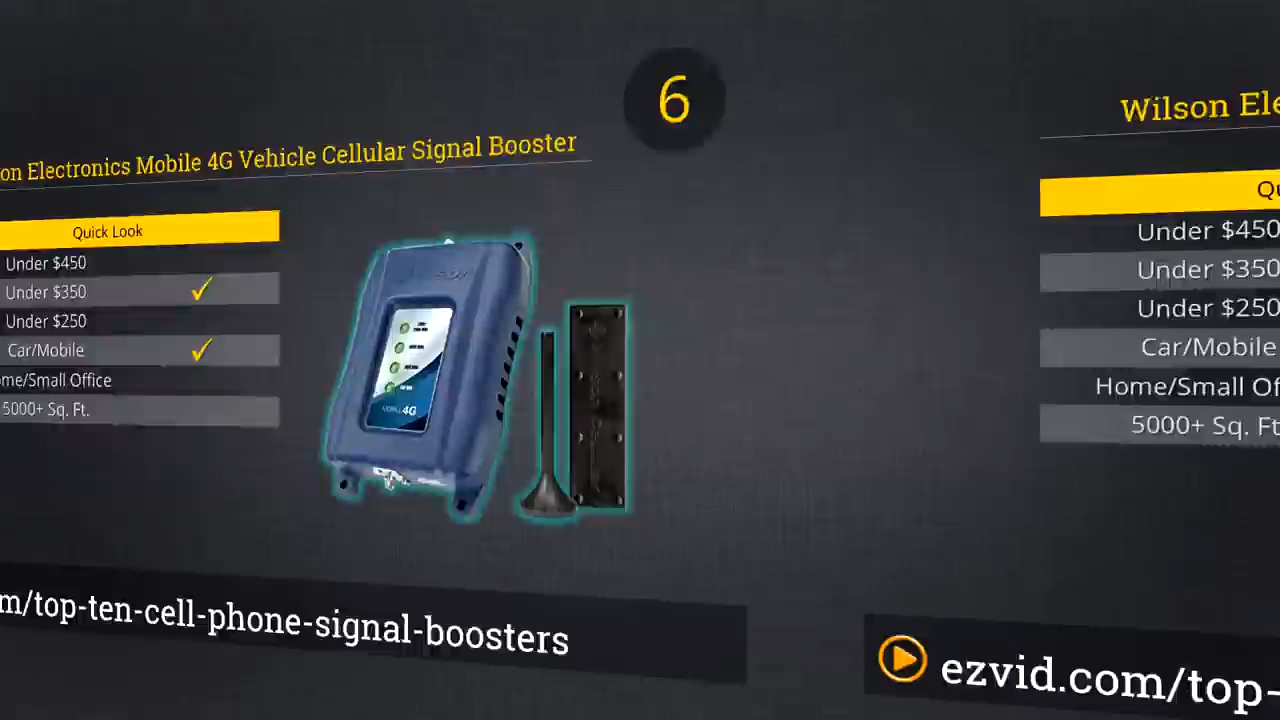 6
on Electronics Mobile 4G Vehicle Cellular Signal Booster
Quick Look
Under $450
Under $350
Under $250
Car/Mobile
ome/Small Office
5000+ Sq. Ft.
4G
m/top-ten-cell-phone-signal-boosters
Wilson Ele
Qu
Under $450
Under $350
Under $250
Car/Mobile
Home/Small Of
5000+ Sq. Ft
ezvid.com/top-